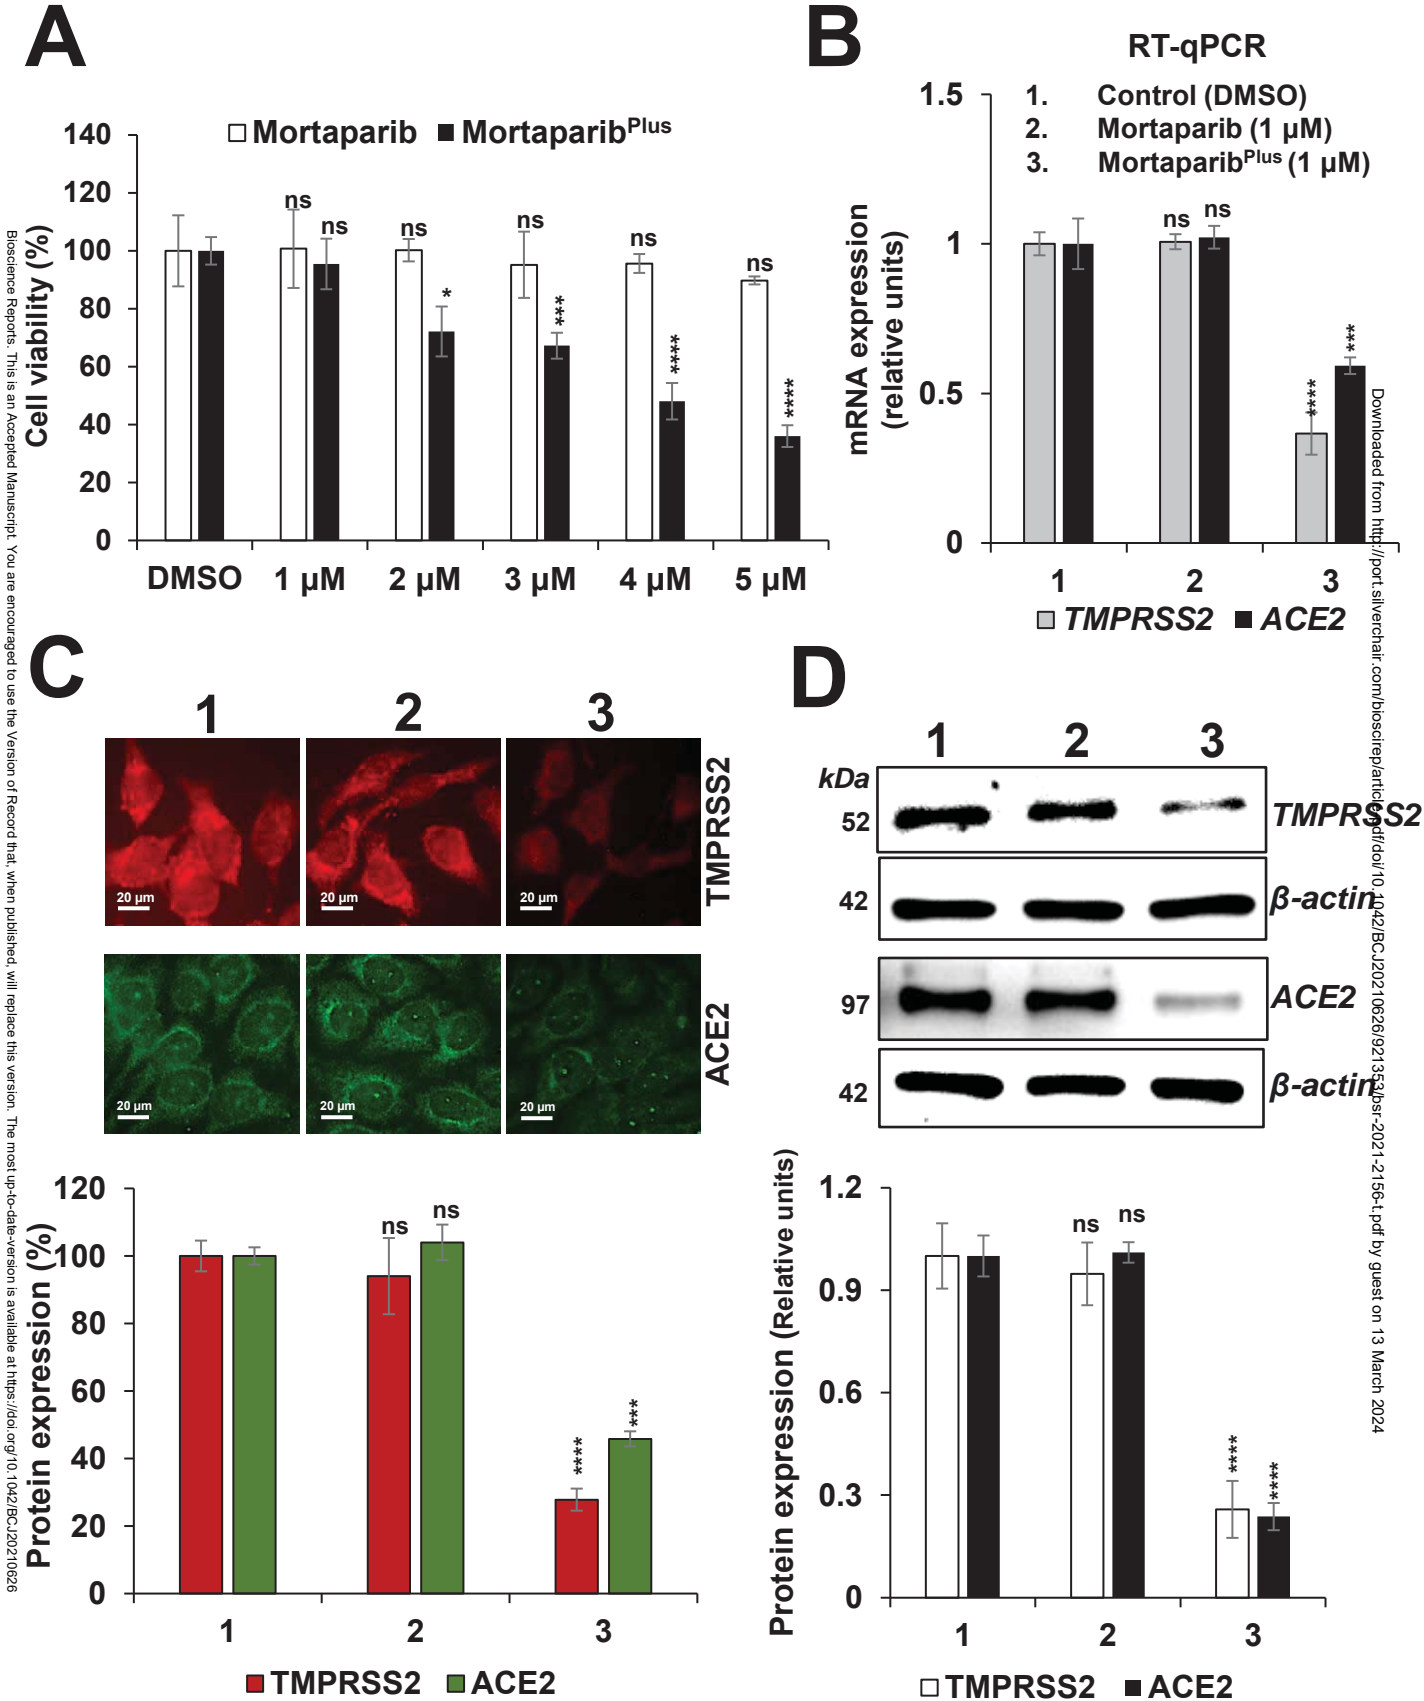 A
Mortaparib
Mortaparib^Plus
140
120
100
80
60
40
20
0
Cell viability (%)
ns
ns
ns
*
ns
***
ns
****
ns
****
DMSO
1 µM
2 µM
3 µM
4 µM
5 µM
B
RT-qPCR
1. Control (DMSO)
2. Mortaparib (1 µM)
3. Mortaparib^Plus (1 µM)
1.5
1
0.5
0
mRNA expression
(relative units)
ns
ns
****
***
1
2
3
TMPRSS2
ACE2
C
1
2
3
20 µm
20 µm
20 µm
TMPRSS2
20 µm
20 µm
20 µm
ACE2
120
100
80
60
40
20
0
Protein expression (%)
ns
ns
****
***
1
2
3
TMPRSS2
ACE2
D
1
2
3
kDa
52
TMPRSS2
42
β-actin
97
ACE2
42
β-actin
1.2
0.9
0.6
0.3
0
Protein expression (Relative units)
ns
ns
****
****
1
2
3
TMPRSS2
ACE2
Bioscience Reports. This is an Accepted Manuscript. You are encouraged to use the Version of Record that, when published, will replace this version. The most up-to-date-version is available at https://doi.org/10.1042/BCJ20210626
Downloaded from http://port.silverchair.com/bioscirep/article-pdf/doi/10.1042/BCJ20210626/921353/bsr-2021-2156-t.pdf by guest on 13 March 2024